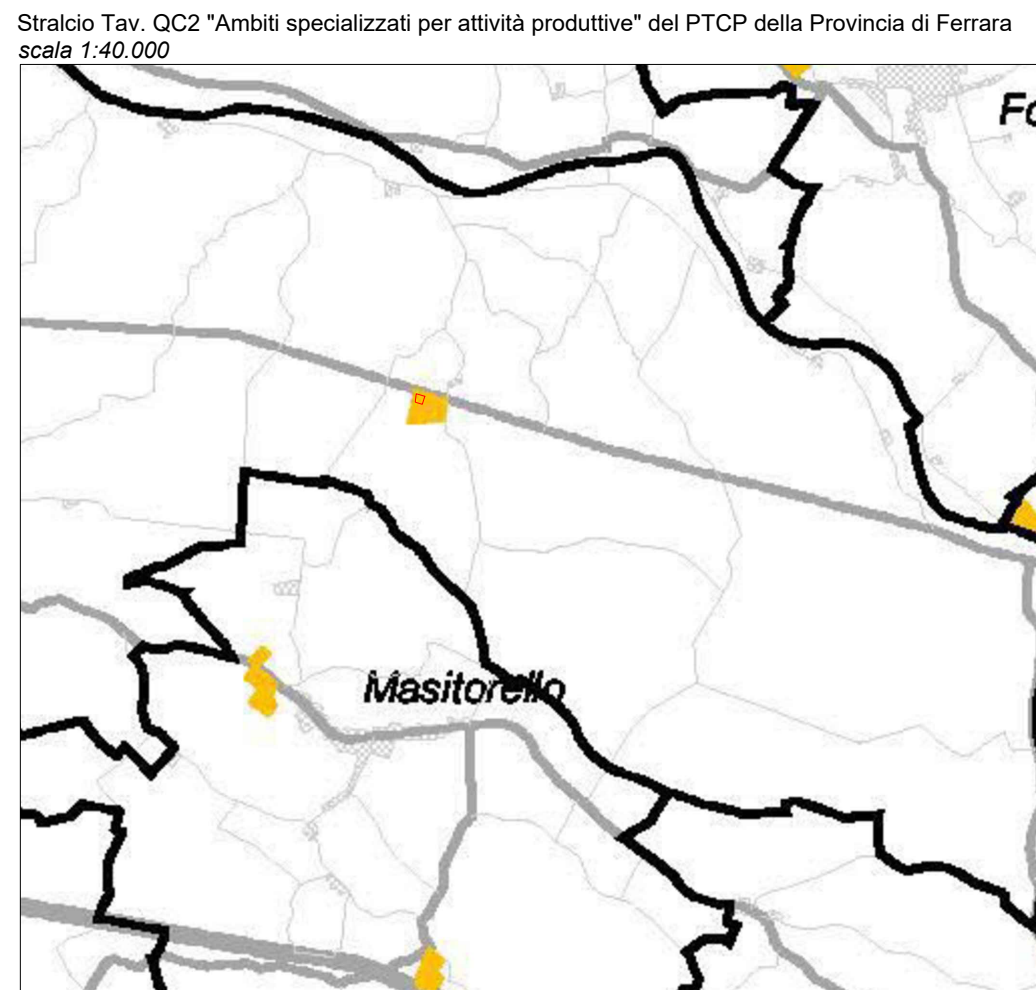 Stralcio Tav. QC2 "Ambiti specializzati per attività produttive" del PTCP della Provincia di Ferrara
scala 1:40.000
Fo
Masitorello